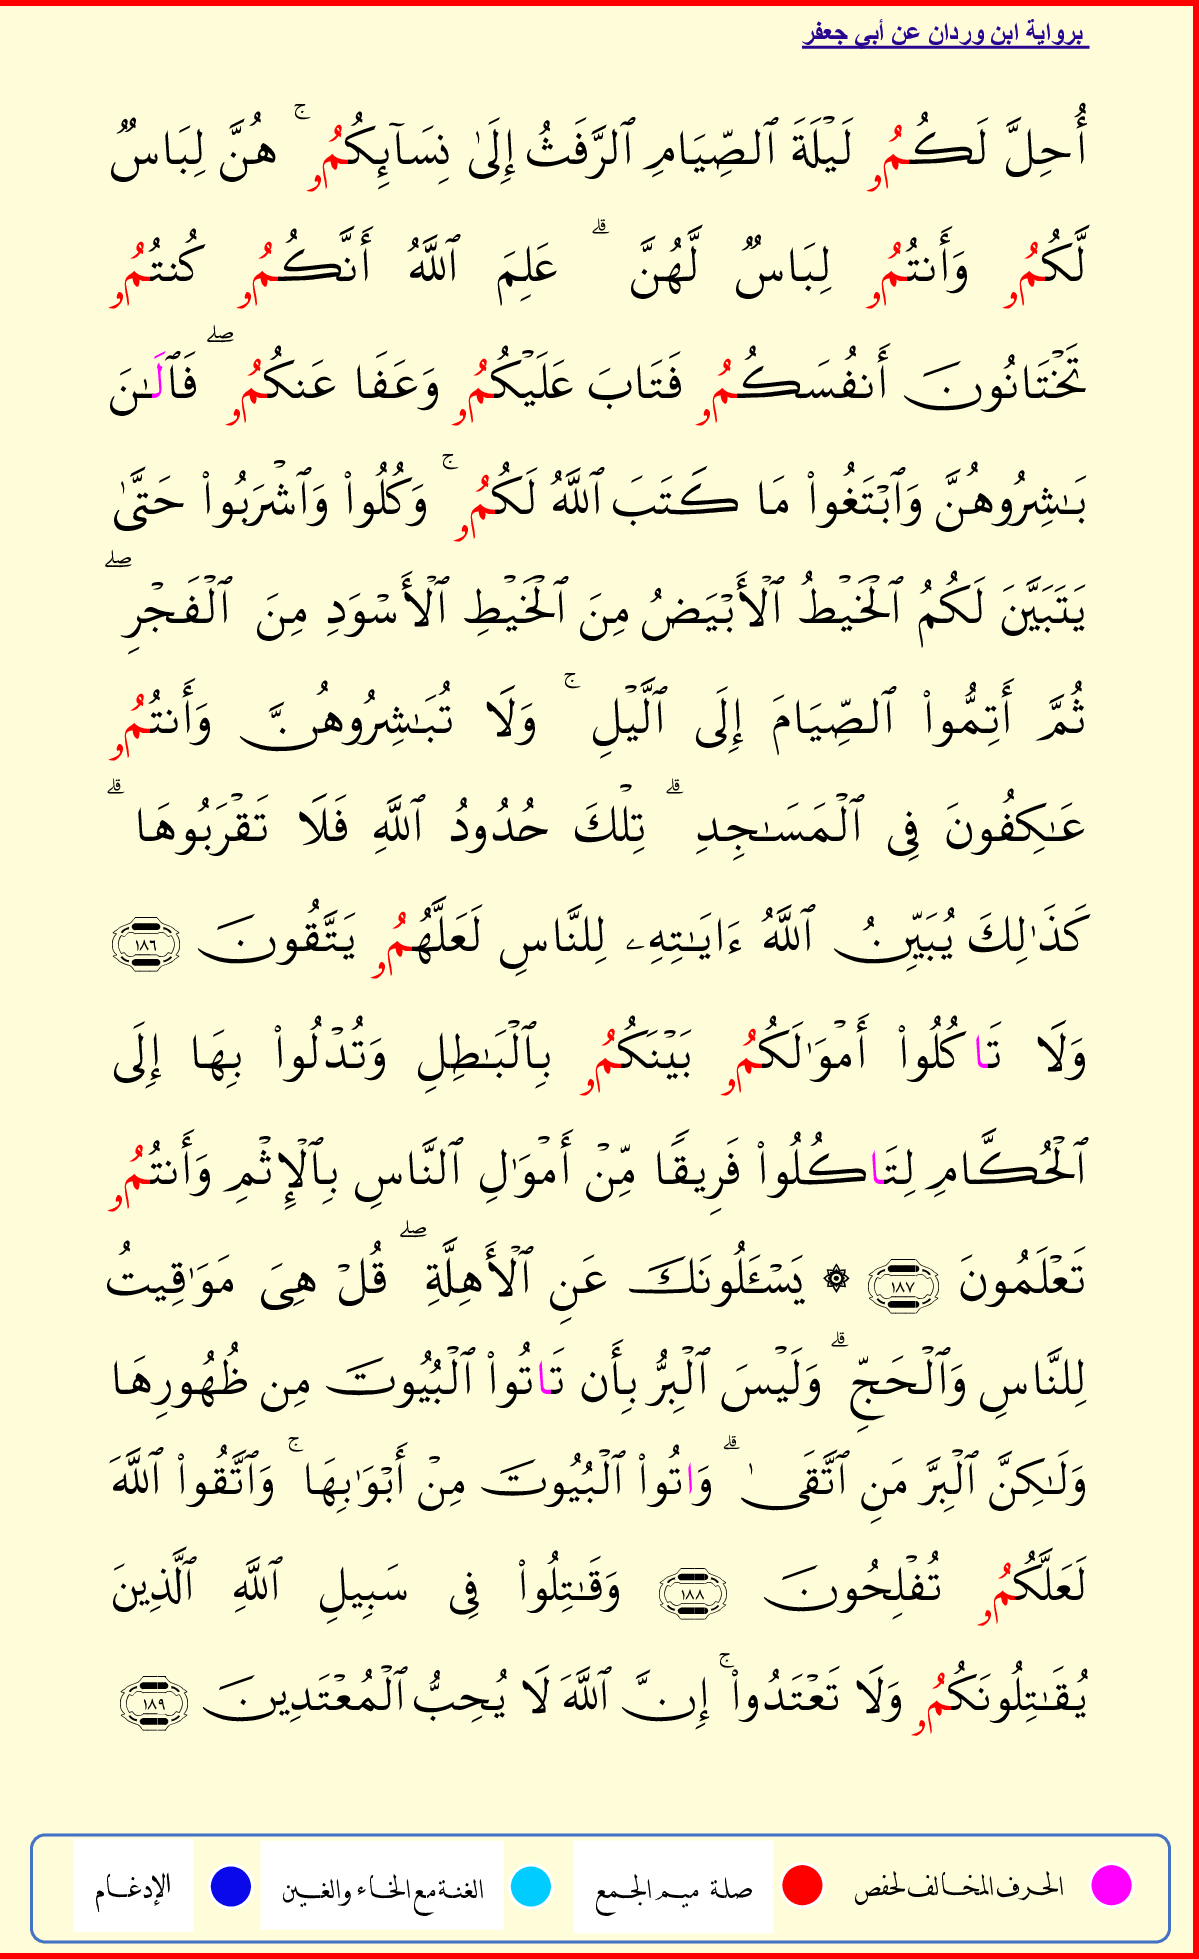 برواية ابن وردان عن أبي جعفر
أُحِلَّ لَكُمُۥ لَيۡلَةَ ٱلصِّيَامِ ٱلرَّفَثُ إِلَىٰ نِسَآئِكُمُۥ ۚ هُنَّ لِبَاسٞ
لَّكُمُۥ وَأَنتُمُۥ لِبَاسٞ لَّهُنَّ ۗ عَلِمَ ٱللَّهُ أَنَّكُمُۥ كُنتُمُۥ
تَخۡتَانُونَ أَنفُسَكُمُۥ فَتَابَ عَلَيۡكُمُۥ وَعَفَا عَنكُمُۥ ۖ فَٱلَـٰنَ
بَـٰشِرُوهُنَّ وَٱبۡتَغُواْ مَا كَتَبَ ٱللَّهُ لَكُمُۥ ۚ وَكُلُواْ وَٱشۡرَبُواْ حَتَّىٰ
يَتَبَيَّنَ لَكُمُ ٱلۡخَيۡطُ ٱلۡأَبۡيَضُ مِنَ ٱلۡخَيۡطِ ٱلۡأَسۡوَدِ مِنَ ٱلۡفَجۡرِ ۖ
ثُمَّ أَتِمُّواْ ٱلصِّيَامَ إِلَى ٱلَّيۡلِ ۚ وَلَا تُبَـٰشِرُوهُنَّ وَأَنتُمُۥ
عَـٰكِفُونَ فِى ٱلۡمَسَـٰجِدِ ۗ تِلۡكَ حُدُودُ ٱللَّهِ فَلَا تَقۡرَبُوهَا ۗ
كَذَٰلِكَ يُبَيِّنُ ٱللَّهُ ءَايَـٰتِهِۦ لِلنَّاسِ لَعَلَّهُمُۥ يَتَّقُونَ ١٨٦
وَلَا تَاكُلُواْ أَمۡوَٰلَكُمُۥ بَيۡنَكُمُۥ بِٱلۡبَـٰطِلِ وَتُدۡلُواْ بِهَا إِلَى
ٱلۡحُكَّامِ لِتَاكُلُواْ فَرِيقٗا مِّنۡ أَمۡوَٰلِ ٱلنَّاسِ بِٱلۡإِثۡمِ وَأَنتُمُۥ
تَعۡلَمُونَ ١٨٧ ۞ يَسۡـَٔلُونَكَ عَنِ ٱلۡأَهِلَّةِ ۖ قُلۡ هِىَ مَوَٰقِيتُ
لِلنَّاسِ وَٱلۡحَجِّ ۗ وَلَيۡسَ ٱلۡبِرُّ بِأَن تَاتُواْ ٱلۡبُيُوتَ مِن ظُهُورِهَا
وَلَـٰكِنَّ ٱلۡبِرَّ مَنِ ٱتَّقَىٰ ۗ وَاتُواْ ٱلۡبُيُوتَ مِنۡ أَبۡوَٰبِهَا ۚ وَٱتَّقُواْ ٱللَّهَ
لَعَلَّكُمُۥ تُفۡلِحُونَ ١٨٨ وَقَـٰتِلُواْ فِى سَبِيلِ ٱللَّهِ ٱلَّذِينَ
يُقَـٰتِلُونَكُمُۥ وَلَا تَعۡتَدُواْ ۚ إِنَّ ٱللَّهَ لَا يُحِبُّ ٱلۡمُعۡتَدِينَ ١٨٩
الحرف المخالف لحفص صلة ميم الجمع الغنة مع الخاء والغين الإدغام